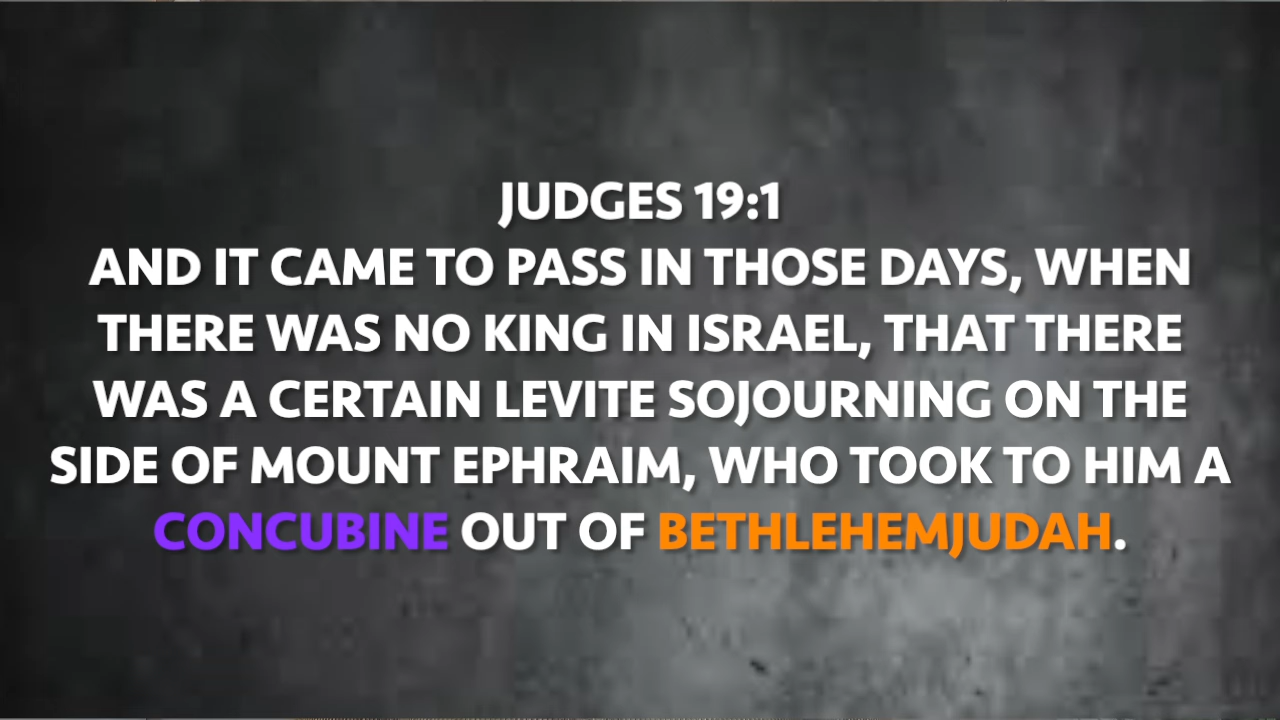 JUDGES 19:1
AND IT CAME TO PASS IN THOSE DAYS, WHEN
THERE WAS NO KING IN ISRAEL, THAT THERE
WAS A CERTAIN LEVITE SOJOURNING ON THE
SIDE OF MOUNT EPHRAIM, WHO TOOK TO HIM A
CONCUBINE OUT OF BETHLEHEMJUDAH.